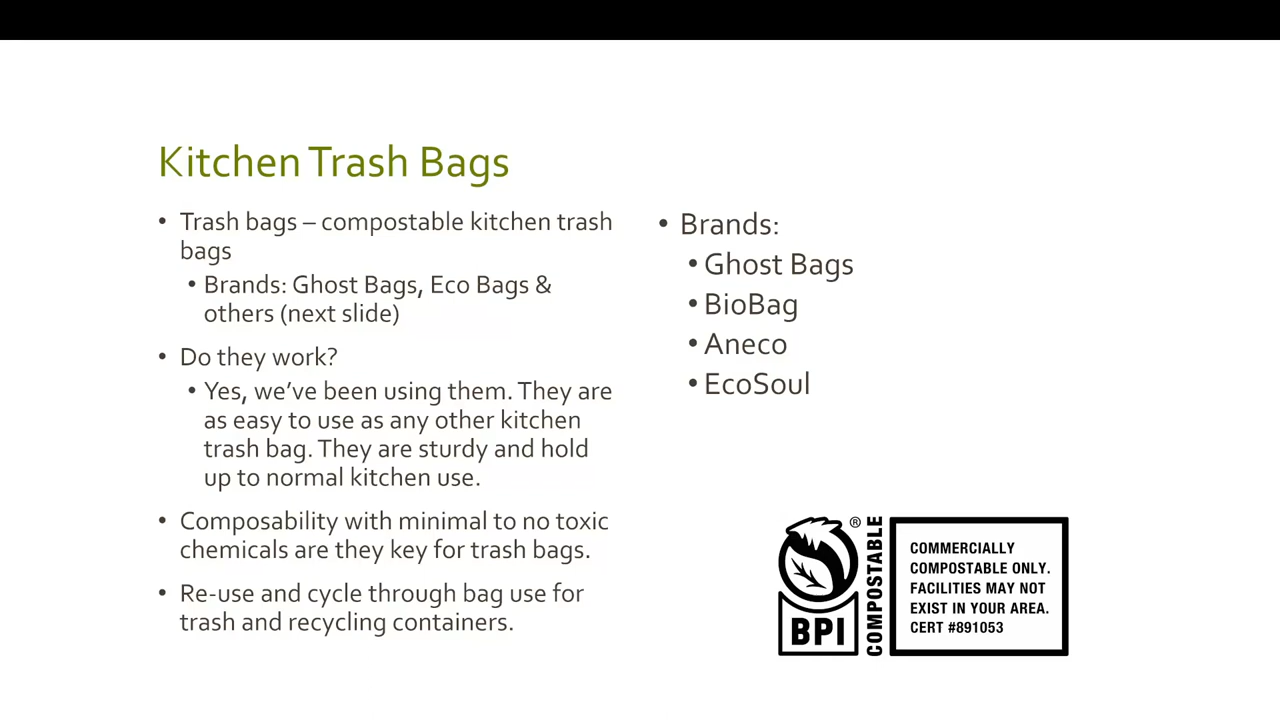 Kitchen Trash Bags
• Trash bags – compostable kitchen trash
bags
• Brands: Ghost Bags, Eco Bags &
others (next slide)
• Do they work?
• Yes, we’ve been using them. They are
as easy to use as any other kitchen
trash bag. They are sturdy and hold
up to normal kitchen use.
• Composability with minimal to no toxic
chemicals are they key for trash bags.
• Re-use and cycle through bag use for
trash and recycling containers.
• Brands:
• Ghost Bags
• BioBag
• Aneco
• EcoSoul
®
BPI
COMPOSTABLE
COMMERCIALLY
COMPOSTABLE ONLY.
FACILITIES MAY NOT
EXIST IN YOUR AREA.
CERT #891053